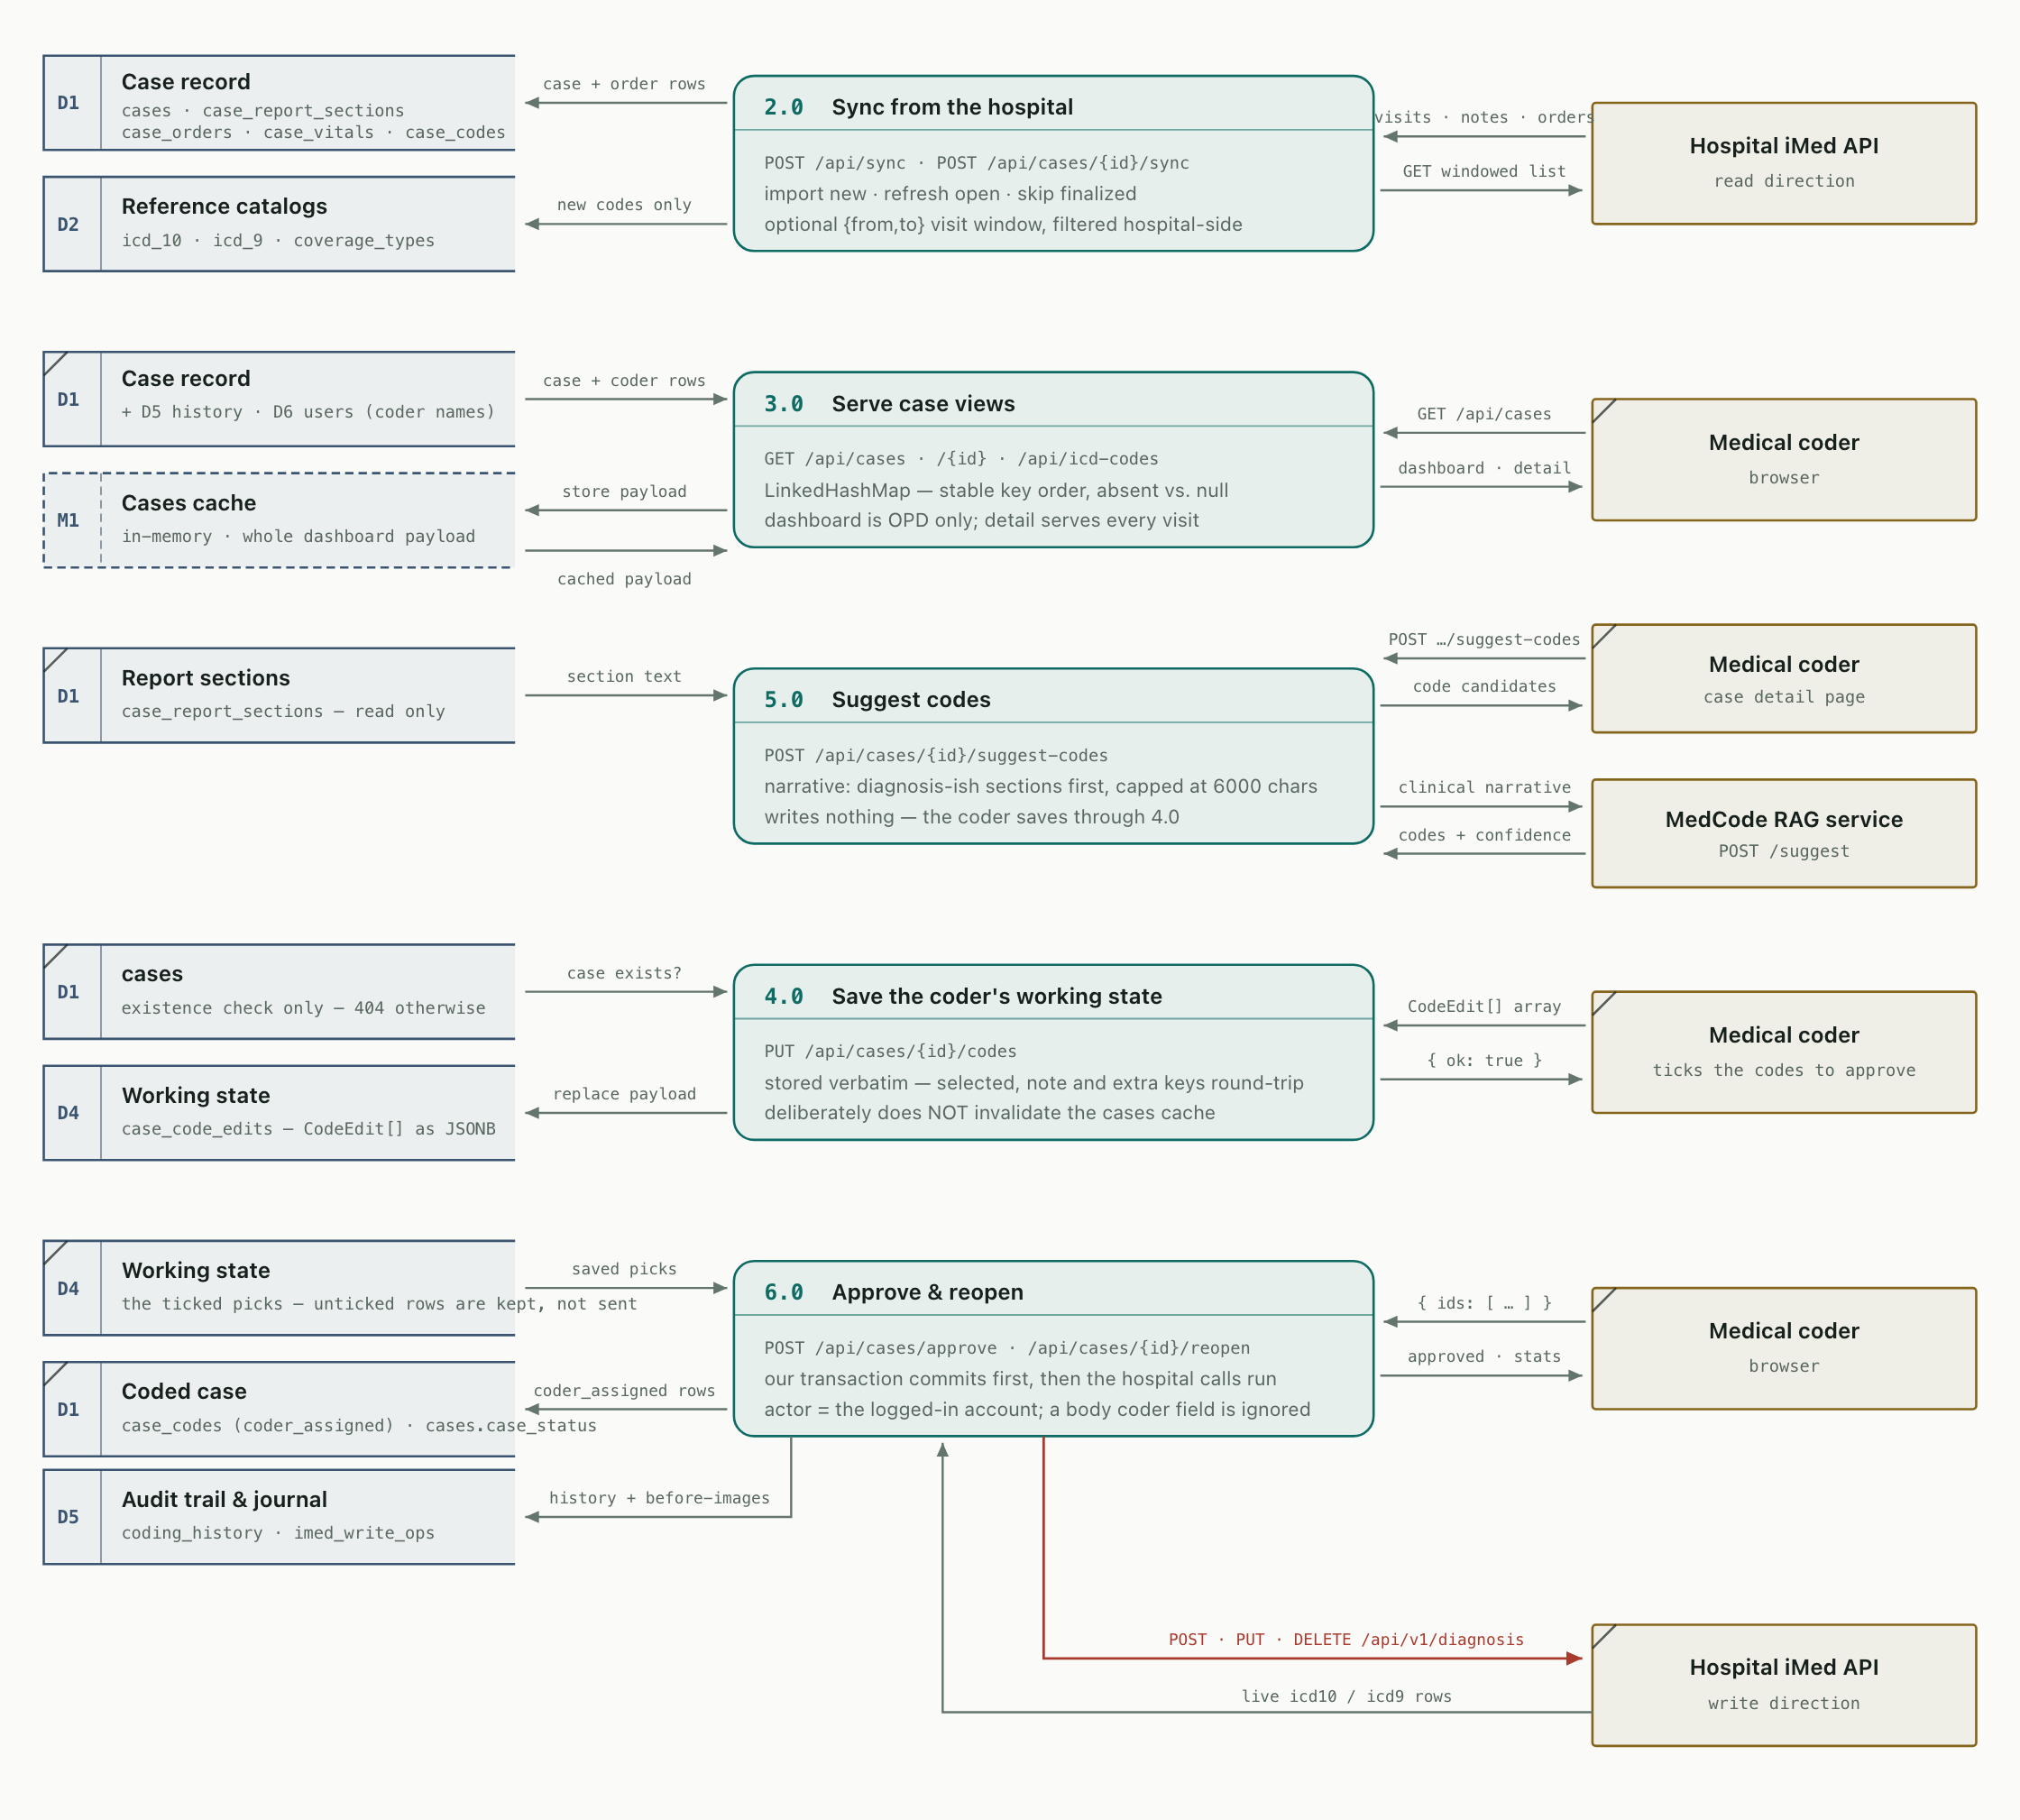 D1
Case record
cases · case_report_sections
case_orders · case_vitals · case_codes
case + order rows
2.0 Sync from the hospital
POST /api/sync · POST /api/cases/{id}/sync
import new · refresh open · skip finalized
optional {from,to} visit window, filtered hospital-side
visits · notes · orders
GET windowed list
Hospital iMed API
read direction
D2
Reference catalogs
icd_10 · icd_9 · coverage_types
new codes only
D1
Case record
+ D5 history · D6 users (coder names)
case + coder rows
3.0 Serve case views
GET /api/cases · /{id} · /api/icd-codes
LinkedHashMap — stable key order, absent vs. null
dashboard is OPD only; detail serves every visit
GET /api/cases
dashboard · detail
Medical coder
browser
M1
Cases cache
in-memory · whole dashboard payload
store payload
cached payload
D1
Report sections
case_report_sections — read only
section text
5.0 Suggest codes
POST /api/cases/{id}/suggest-codes
narrative: diagnosis-ish sections first, capped at 6000 chars
writes nothing — the coder saves through 4.0
POST …/suggest-codes
code candidates
Medical coder
case detail page
clinical narrative
codes + confidence
MedCode RAG service
POST /suggest
D1
cases
existence check only — 404 otherwise
case exists?
4.0 Save the coder's working state
PUT /api/cases/{id}/codes
stored verbatim — selected, note and extra keys round-trip
deliberately does NOT invalidate the cases cache
CodeEdit[] array
{ ok: true }
Medical coder
ticks the codes to approve
D4
Working state
case_code_edits — CodeEdit[] as JSONB
replace payload
D4
Working state
the ticked picks — unticked rows are kept, not sent
saved picks
6.0 Approve & reopen
POST /api/cases/approve · /api/cases/{id}/reopen
our transaction commits first, then the hospital calls run
actor = the logged-in account; a body coder field is ignored
{ ids: [ … ] }
approved · stats
Medical coder
browser
D1
Coded case
case_codes (coder_assigned) · cases.case_status
coder_assigned rows
D5
Audit trail & journal
coding_history · imed_write_ops
history + before-images
POST · PUT · DELETE /api/v1/diagnosis
live icd10 / icd9 rows
Hospital iMed API
write direction